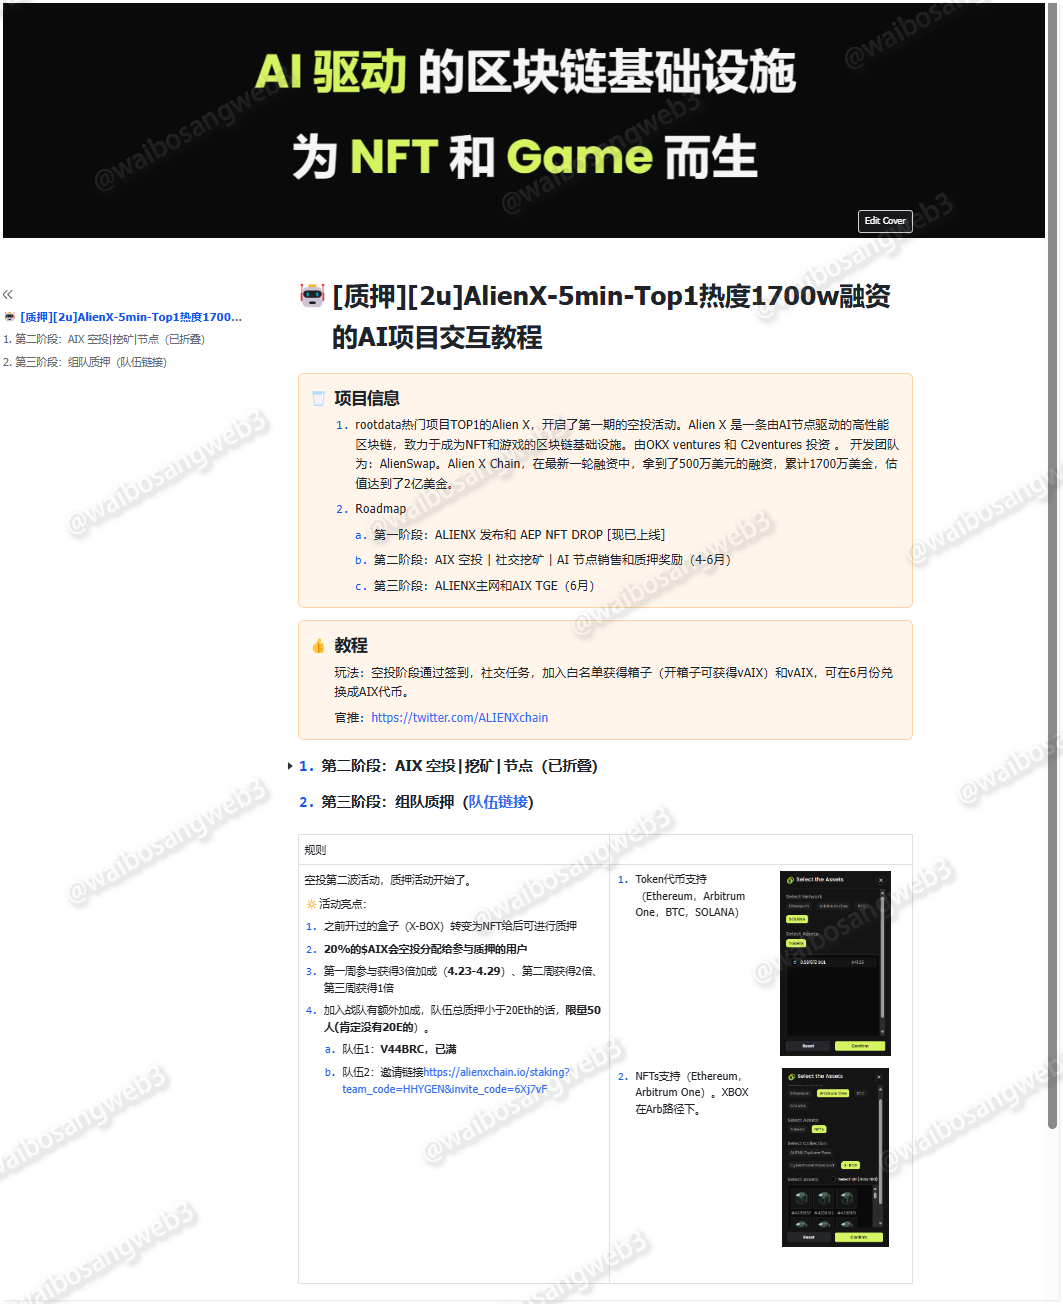 AI 驱动 的区块链基础设施
为 NFT 和 Game 而生
Edit Cover
[质押][2u]AlienX-5min-Top1热度1700...
1. 第二阶段：AIX 空投|挖矿|节点（已折叠）
2. 第三阶段：组队质押（队伍链接）
[质押][2u]AlienX-5min-Top1热度1700w融资
的AI项目交互教程
项目信息
1. rootdata热门项目TOP1的Alien X，开启了第一期的空投活动。Alien X 是一条由AI节点驱动的高性能
区块链，致力于成为NFT和游戏的区块链基础设施。由OKX ventures 和 C2ventures 投资 。 开发团队
为：AlienSwap。Alien X Chain，在最新一轮融资中，拿到了500万美元的融资，累计1700万美金，估
值达到了2亿美金。
2. Roadmap
a. 第一阶段：ALIENX 发布和 AEP NFT DROP [现已上线]
b. 第二阶段：AIX 空投 | 社交挖矿 | AI 节点销售和质押奖励（4-6月）
c. 第三阶段：ALIENX主网和AIX TGE（6月）
教程
玩法：空投阶段通过签到，社交任务，加入白名单获得箱子（开箱子可获得vAIX）和vAIX，可在6月份兑
换成AIX代币。
官推：https://twitter.com/ALIENXchain
1. 第二阶段：AIX 空投|挖矿|节点（已折叠)
2. 第三阶段：组队质押（队伍链接)
规则
空投第二波活动，质押活动开始了。
🔆活动亮点：
1. 之前开过的盒子（X-BOX）转变为NFT给后可进行质押
2. 20%的$AIX会空投分配给参与质押的用户
3. 第一周参与获得3倍加成（4.23-4.29）、第二周获得2倍、
第三周获得1倍
4. 加入战队有额外加成，队伍总质押小于20Eth的话，限量50
人(肯定没有20E的）。
a. 队伍1：V44BRC，已满
b. 队伍2：邀请链接https://alienxchain.io/staking?
team_code=HHYGEN&invite_code=6Xj7vF
1. Token代币支持
（Ethereum，Arbitrum
One，BTC，SOLANA）
Select the Assets
Select Network
Ethereum Arbitrum One BTC
SOLANA
Select Assets
Tokens
Reset Confirm
2. NFTs支持（Ethereum，
Arbitrum One）。XBOX
在Arb路径下。
Select the Assets
Ethereum Arbitrum One BTC
SOLANA
Select Assets
Tokens NFTs
Select Collection
Select Assets
Reset Confirm
@waibosangweb3